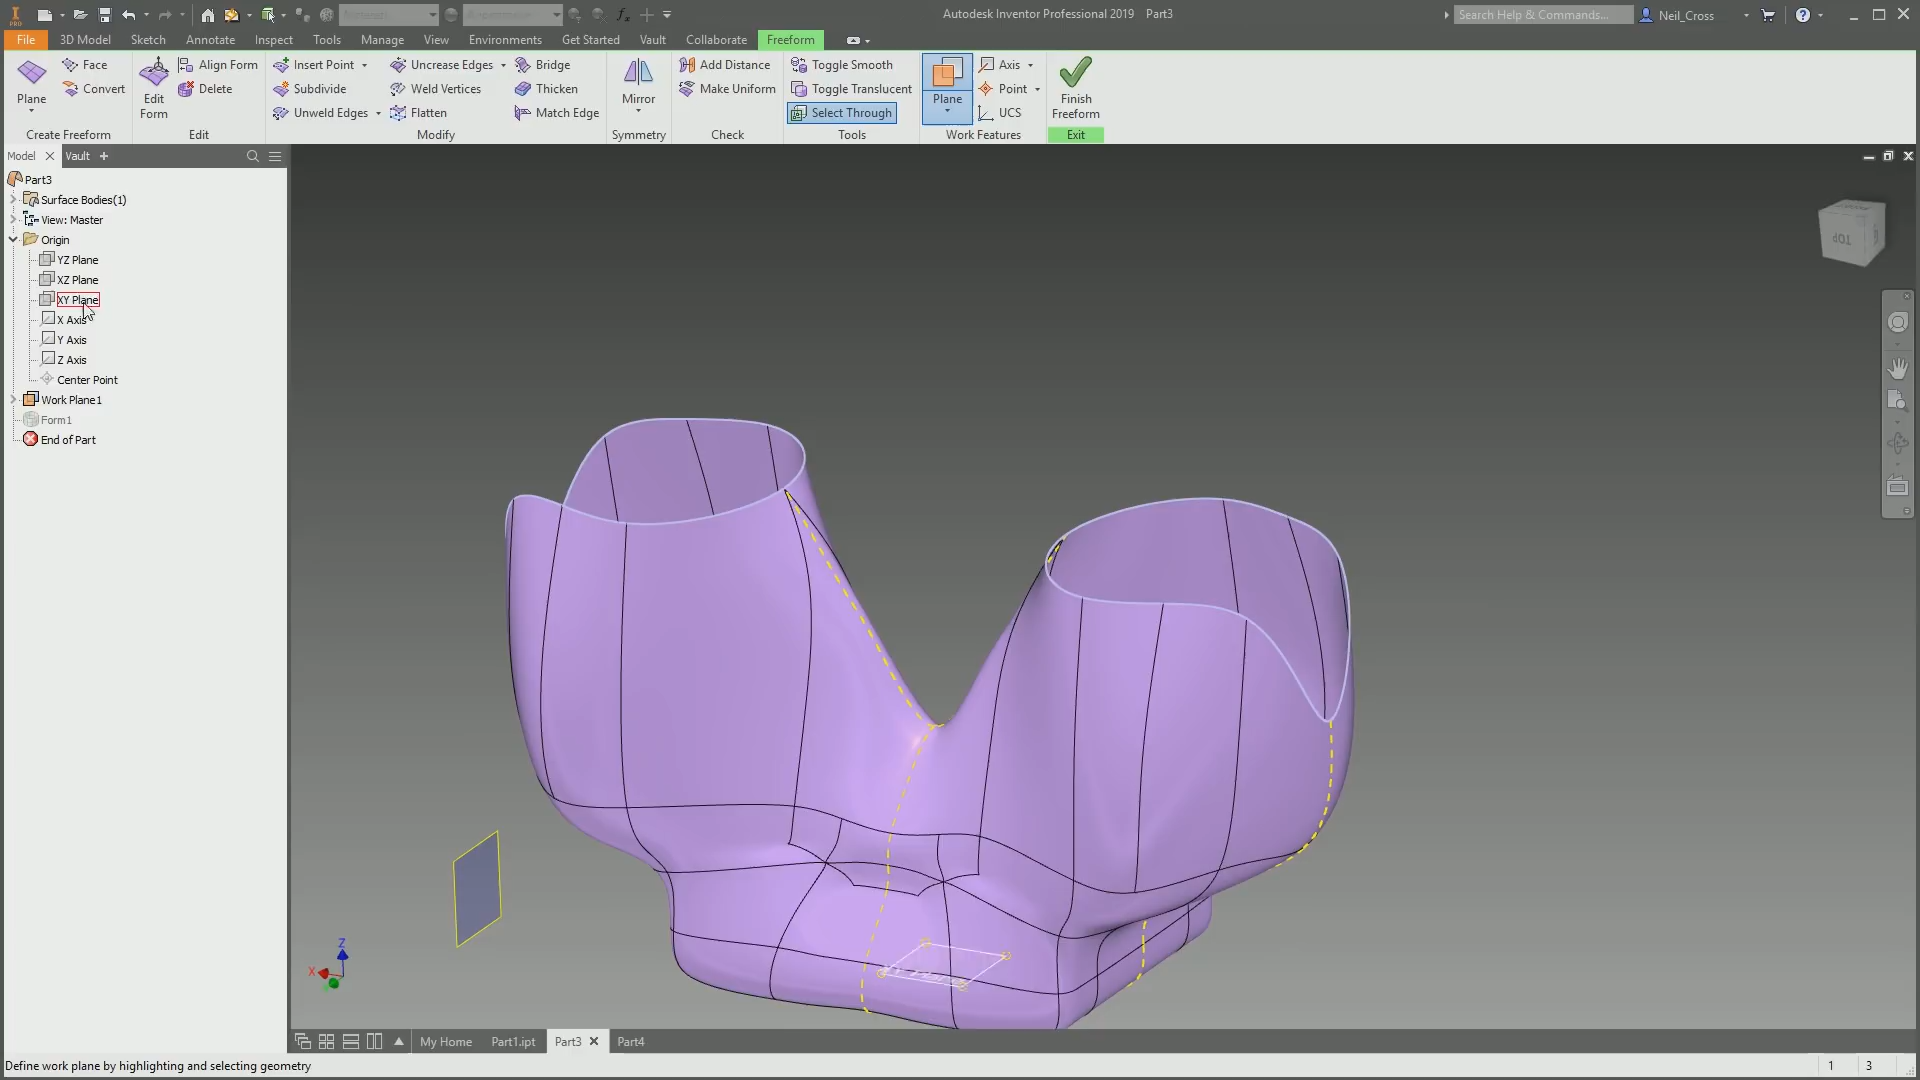 Autodesk Inventor Professional 2019 Part3
Search Help & Commands...
Neil_Cross
File 3D Model Sketch Annotate Inspect Tools Manage View Environments Get Started Vault Collaborate Freeform
Plane
Face
Convert
Create Freeform
Edit Form
Align Form
Delete
Edit
Insert Point
Subdivide
Unweld Edges
Uncrease Edges
Weld Vertices
Flatten
Bridge
Thicken
Match Edge
Modify
Mirror
Symmetry
Add Distance
Make Uniform
Check
Toggle Smooth
Toggle Translucent
Select Through
Tools
Plane
Axis
Point
UCS
Work Features
Finish Freeform
Exit
Model
Vault +
Part3
Surface Bodies(1)
View: Master
Origin
YZ Plane
XZ Plane
XY Plane
X Axis
Y Axis
Z Axis
Center Point
Work Plane1
Form1
End of Part
TOP
Z
X
My Home Part1.ipt Part3 Part4
Define work plane by highlighting and selecting geometry
1 3